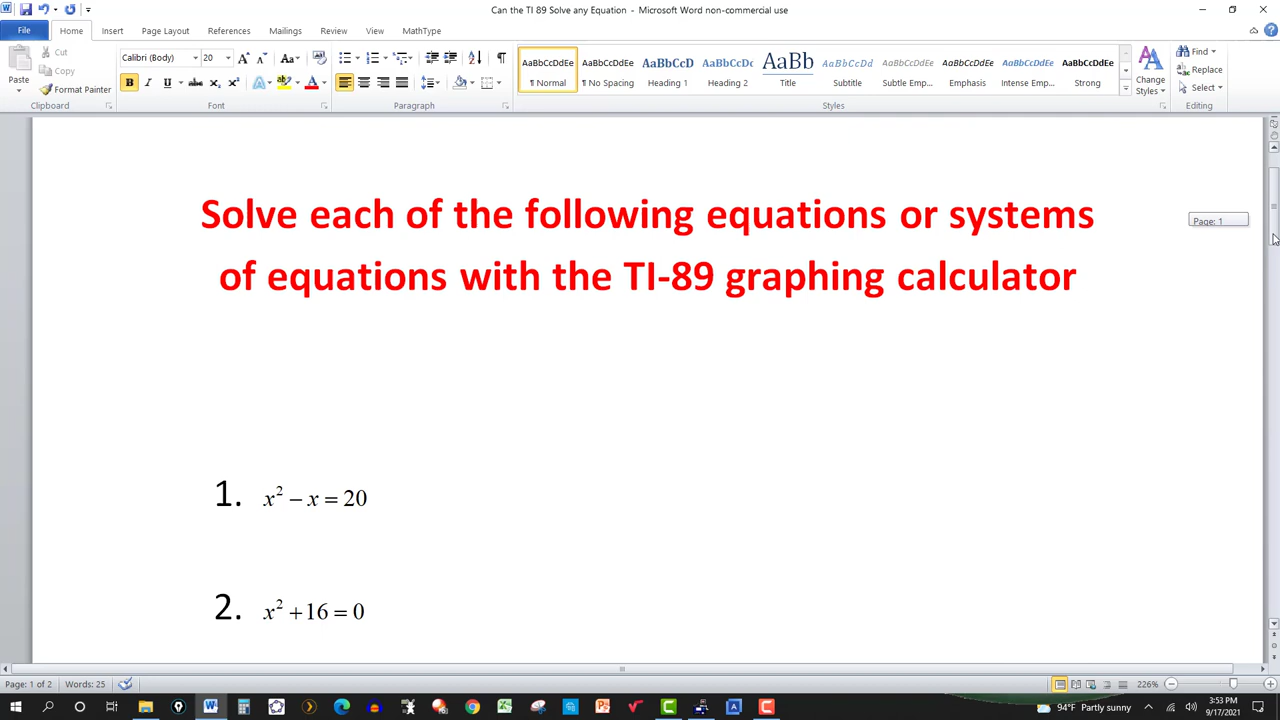 Can the TI 89 Solve any Equation - Microsoft Word non-commercial use
File Home Insert Page Layout References Mailings Review View MathType
Cut
Copy
Format Painter
Paste
Clipboard
Calibri (Body) 20
Font
Paragraph
AaBbCcDdEe AaBbCcDdEe AaBbCcD AaBbCcDc AaBb AaBbCcDdEe AaBbCcDdEe AaBbCcDdEe AaBbCcDdEe AaBbCcDdEe
¶ Normal ¶ No Spacing Heading 1 Heading 2 Title Subtitle Subtle Emp... Emphasis Intense Emp... Strong
Styles
Change
Styles
Find
Replace
Select
Editing
Page: 1
Solve each of the following equations or systems
of equations with the TI-89 graphing calculator
1. x² − x = 20
2. x² + 16 = 0
Page: 1 of 2 Words: 25
226%
94°F Partly sunny
3:53 PM
9/17/2021